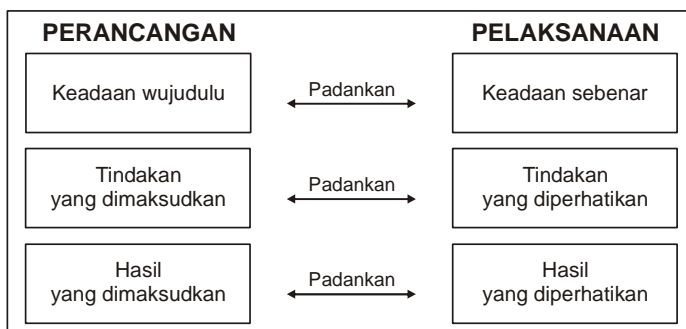 PERANCANGAN
PELAKSANAAN
Keadaan wujudulu
Padankan
Keadaan sebenar
Tindakan
yang dimaksudkan
Padankan
Tindakan
yang diperhatikan
Hasil
yang dimaksudkan
Padankan
Hasil
yang diperhatikan